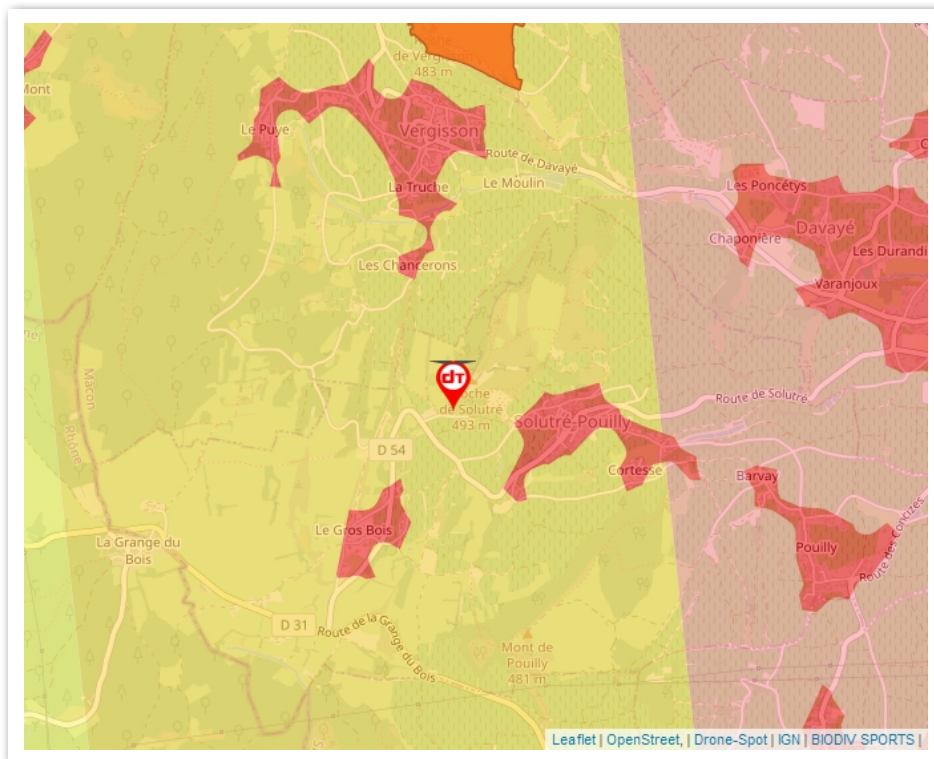 de Vergis
483 m
Mont
Le Puye
Vergisson
Route de Davayé
La Truche
Le Moulin
Les Poncétys
Davayé
Chaponière
Les Durandi
Les Chancerons
Varanjoux
dT
Roche
de Solutré
493 m
Route de Solutré
Mâcon
Rhône
Solutré-Pouilly
D 54
Cortesse
Barvay
Le Gros Bois
La Grange du
Bois
Pouilly
Route des Concizes
D 31
Route de la Grange du Bois
Mont de
Pouilly
481 m
Leaflet | OpenStreet, | Drone-Spot | IGN | BIODIV SPORTS |